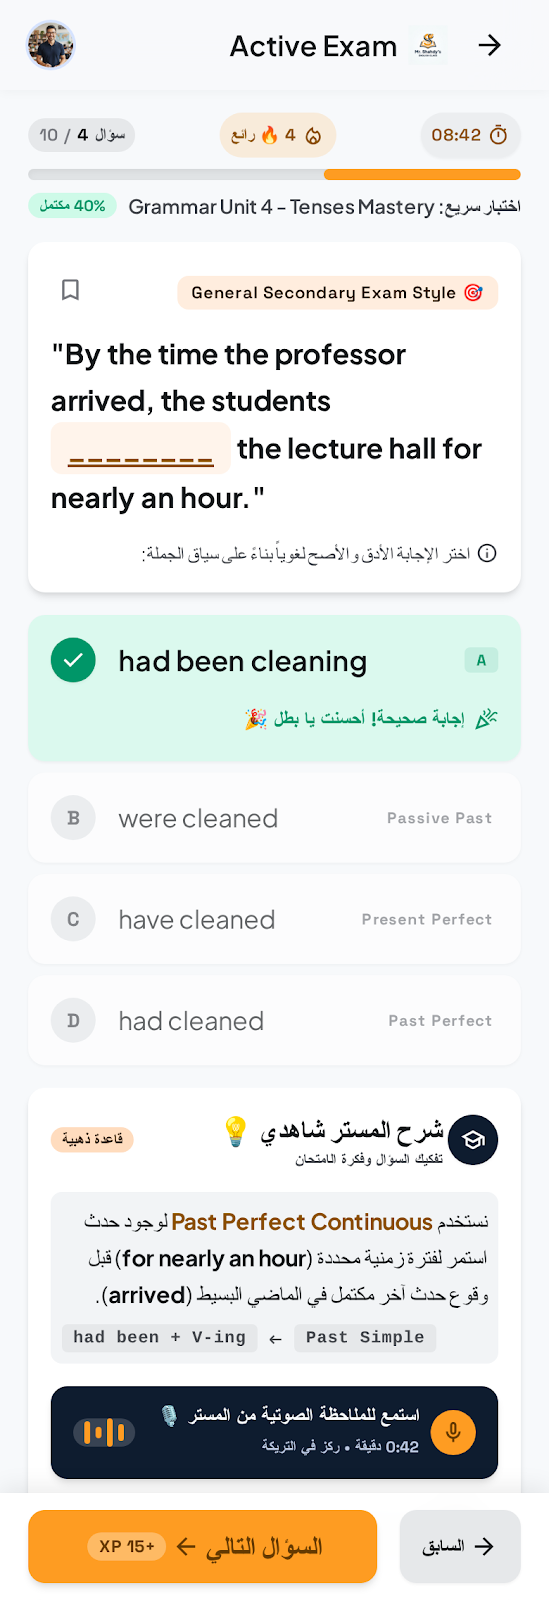 Active Exam
Mr. Shahdy's
08:42
4 🔥 رائع
سؤال 4 / 10
اختبار سريع: Grammar Unit 4 – Tenses Mastery
40% مكتمل
General Secondary Exam Style 🎯
"By the time the professor
arrived, the students
________ the lecture hall for
nearly an hour."
اختر الإجابة الأدق والأصح لغوياً بناءً على سياق الجملة:
had been cleaning
A
إجابة صحيحة! أحسنت يا بطل 🎉
B were cleaned Passive Past
C have cleaned Present Perfect
D had cleaned Past Perfect
شرح المستر شاهدي 💡
تفكيك السؤال وفكرة الامتحان
قاعدة ذهبية
نستخدم Past Perfect Continuous لوجود حدث
استمر لفترة زمنية محددة (for nearly an hour) قبل
وقوع حدث آخر مكتمل في الماضي البسيط (arrived).
had been + V-ing ← Past Simple
استمع للملاحظة الصوتية من المستر 🎙️
0:42 دقيقة • ركز في التريكة
السابق
السؤال التالي ← +15 XP